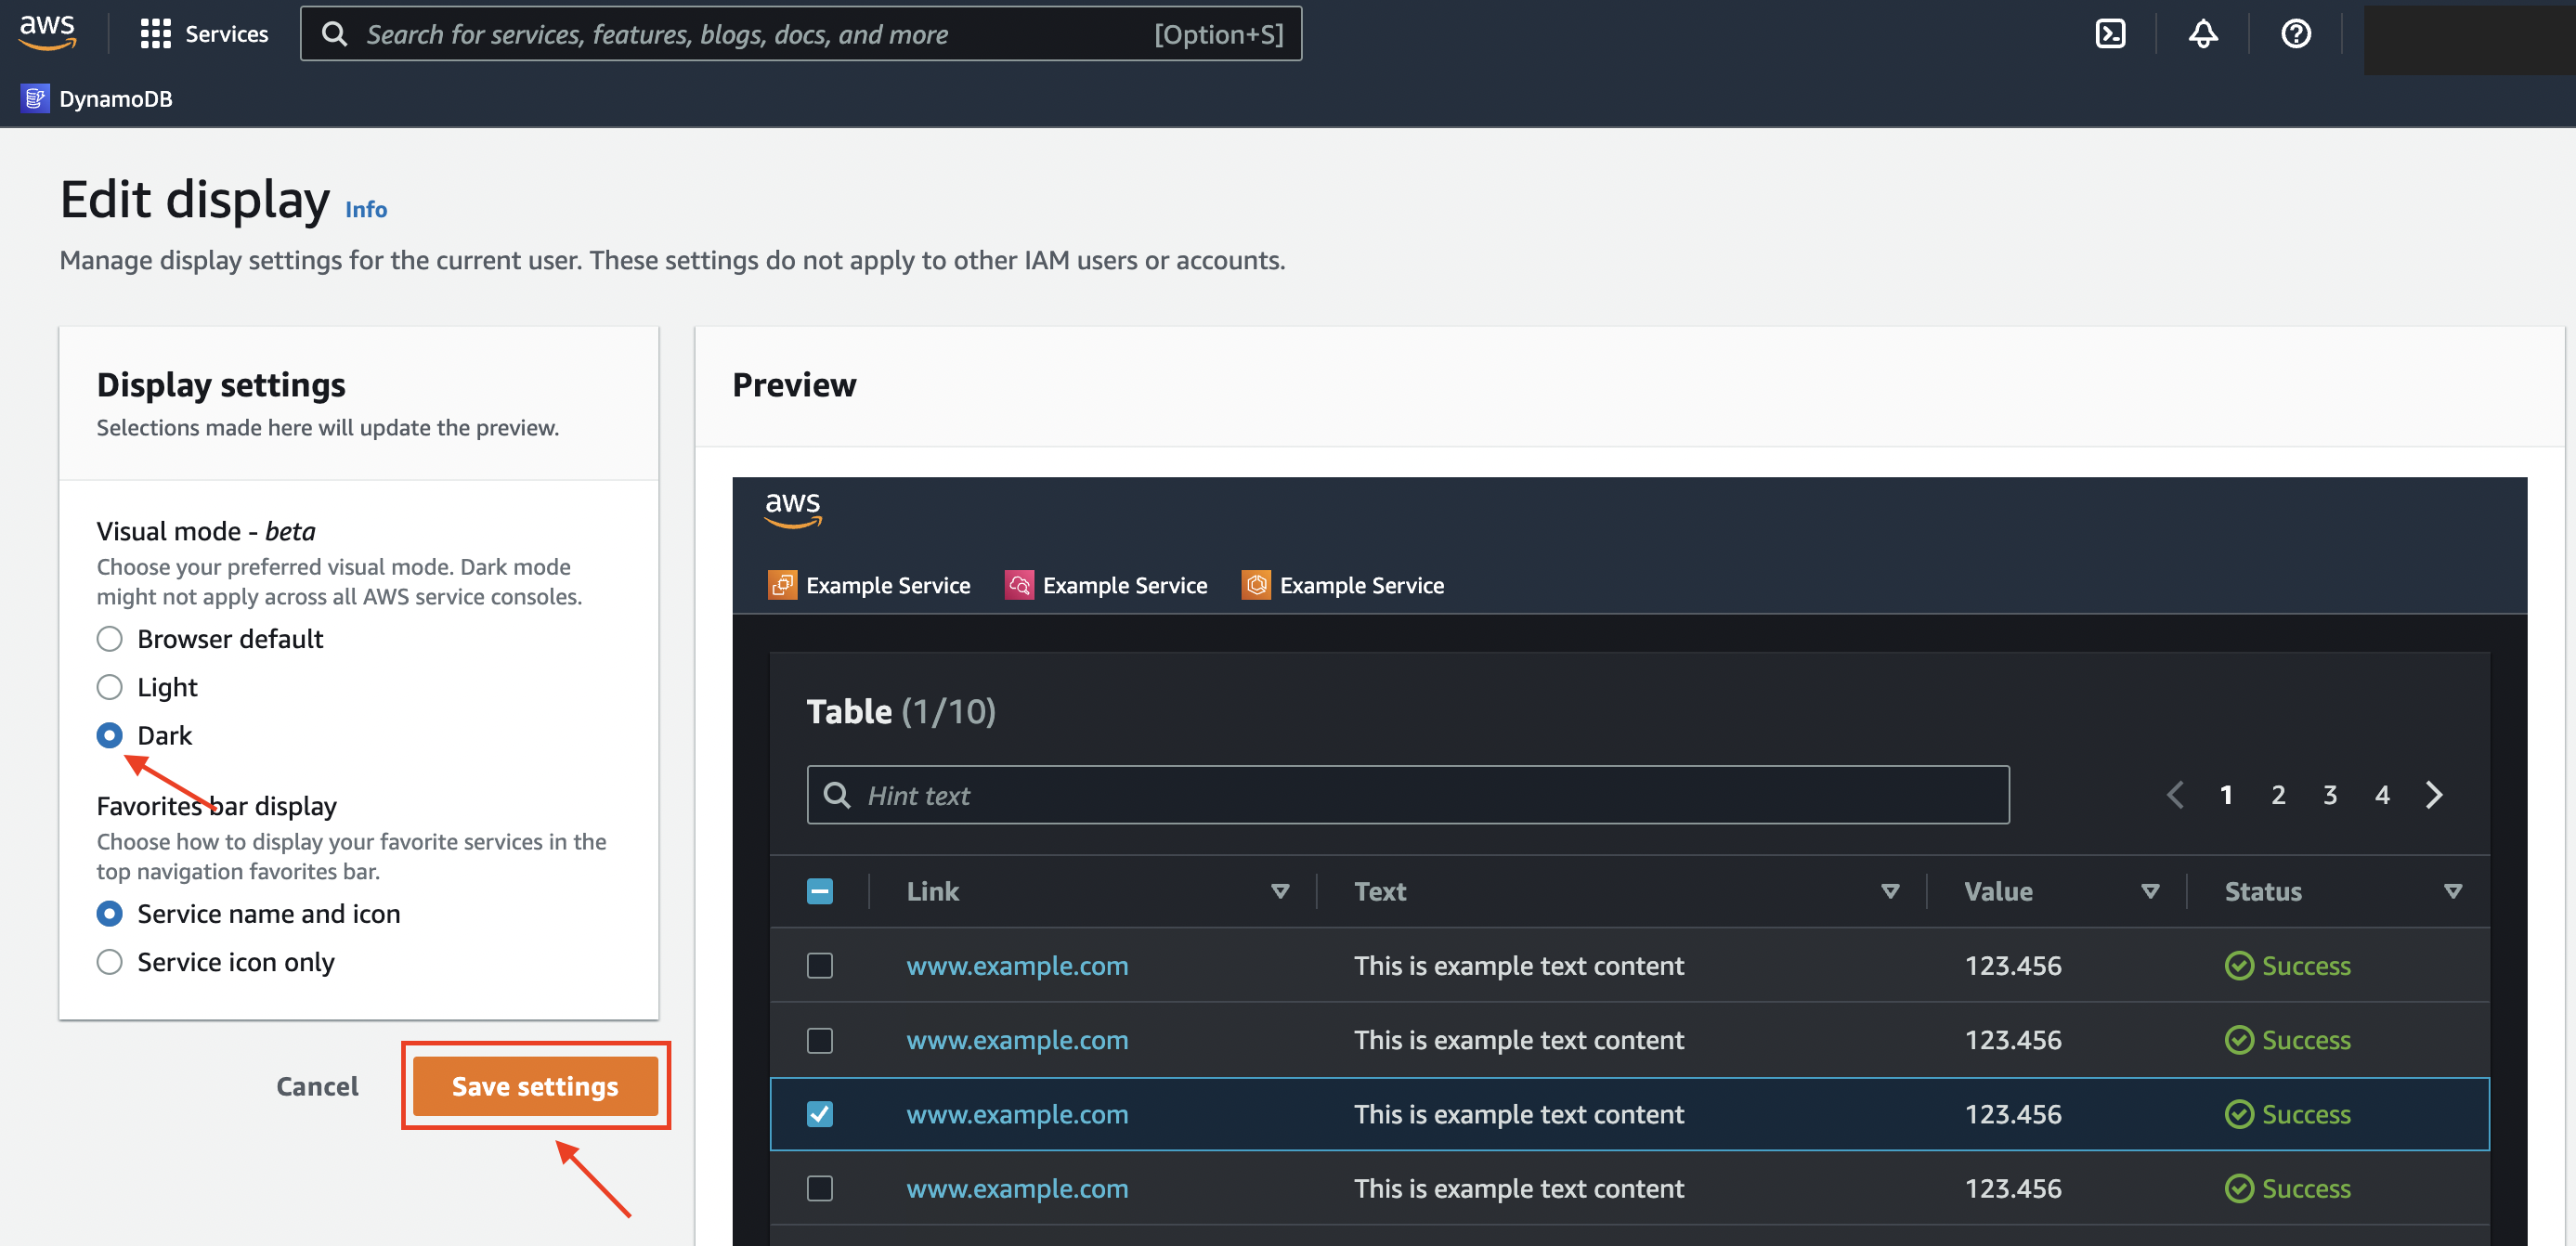 aws
Services
Search for services, features, blogs, docs, and more
[Option+S]
DynamoDB
Edit display Info
Manage display settings for the current user. These settings do not apply to other IAM users or accounts.
Display settings
Selections made here will update the preview.
Visual mode - beta
Choose your preferred visual mode. Dark mode
might not apply across all AWS service consoles.
Browser default
Light
Dark
Favorites bar display
Choose how to display your favorite services in the
top navigation favorites bar.
Service name and icon
Service icon only
Cancel
Save settings
Preview
aws
Example Service Example Service Example Service
Table (1/10)
Hint text
1 2 3 4
Link Text Value Status
www.example.com This is example text content 123.456 Success
www.example.com This is example text content 123.456 Success
www.example.com This is example text content 123.456 Success
www.example.com This is example text content 123.456 Success